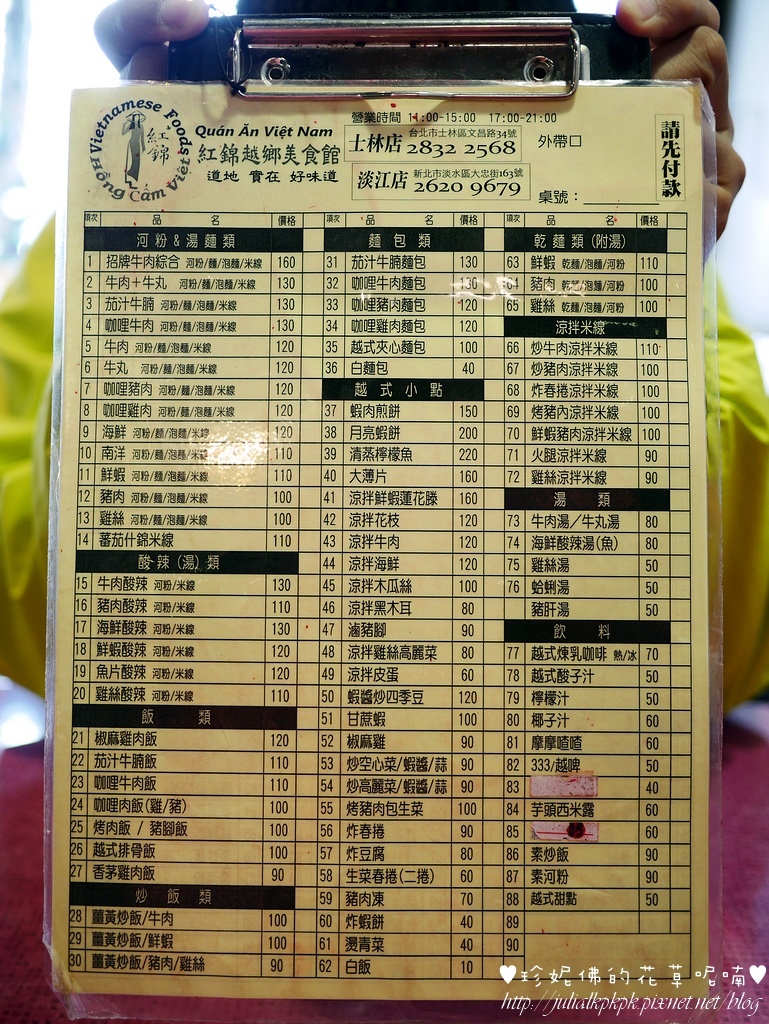 Vietnamese Foods
紅錦
Hồng Cẩm Việt
Quán Ăn Việt Nam
紅錦越鄉美食館
道地 實在 好味道
營業時間 11:00-15:00 17:00-21:00
士林店 台北市士林區文昌路34號 2832 2568
淡江店 新北市淡水區大忠街163號 2620 9679
外帶口
桌號：
請先付款
項次 品 名 價格
河粉＆湯麵類
1 招牌牛肉綜合 河粉/麵/泡麵/米線 160
2 牛肉＋牛丸 河粉/麵/泡麵/米線 130
3 茄汁牛腩 河粉/麵/泡麵/米線 130
4 咖哩牛肉 河粉/麵/泡麵/米線 130
5 牛肉 河粉/麵/泡麵/米線 120
6 牛丸 河粉/麵/泡麵/米線 120
7 咖哩豬肉 河粉/麵/泡麵/米線 120
8 咖哩雞肉 河粉/麵/泡麵/米線 120
9 海鮮 河粉/麵/泡麵/米線 120
10 南洋 河粉/麵/泡麵/米線 110
11 鮮蝦 河粉/麵/泡麵/米線 110
12 豬肉 河粉/麵/泡麵/米線 100
13 雞絲 河粉/麵/泡麵/米線 100
14 蕃茄什錦米線 110
酸辣（湯）類
15 牛肉酸辣 河粉/米線 130
16 豬肉酸辣 河粉/米線 110
17 海鮮酸辣 河粉/米線 130
18 鮮蝦酸辣 河粉/米線 120
19 魚片酸辣 河粉/米線 120
20 雞絲酸辣 河粉/米線 110
飯 類
21 椒麻雞肉飯 120
22 茄汁牛腩飯 110
23 咖哩牛肉飯 110
24 咖哩肉飯(雞/豬) 100
25 烤肉飯 / 豬腳飯 100
26 越式排骨飯 100
27 香茅雞肉飯 90
炒 飯 類
28 薑黃炒飯/牛肉 100
29 薑黃炒飯/鮮蝦 100
30 薑黃炒飯/豬肉/雞絲 90
項次 品 名 價格
麵 包 類
31 茄汁牛腩麵包 130
32 咖哩牛肉麵包 130
33 咖哩豬肉麵包 120
34 咖哩雞肉麵包 120
35 越式夾心麵包 100
36 白麵包 40
越 式 小 點
37 蝦肉煎餅 150
38 月亮蝦餅 200
39 清蒸檸檬魚 220
40 大薄片 160
41 涼拌鮮蝦蓮花藤 160
42 涼拌花枝 120
43 涼拌牛肉 120
44 涼拌海鮮 120
45 涼拌木瓜絲 100
46 涼拌黑木耳 80
47 滷豬腳 90
48 涼拌雞絲高麗菜 80
49 涼拌皮蛋 60
50 蝦醬炒四季豆 120
51 甘蔗蝦 100
52 椒麻雞 90
53 炒空心菜/蝦醬/蒜 90
54 炒高麗菜/蝦醬/蒜 90
55 烤豬肉包生菜 100
56 炸春捲 90
57 炸豆腐 80
58 生菜春捲(二捲) 60
59 豬肉凍 70
60 炸蝦餅 40
61 燙青菜 40
62 白飯 10
項次 品 名 價格
乾麵類(附湯)
63 鮮蝦 乾麵/泡麵/河粉 110
64 豬肉 乾麵/泡麵/河粉 100
65 雞絲 乾麵/泡麵/河粉 100
涼拌米線
66 炒牛肉涼拌米線 110
67 炒豬肉涼拌米線 100
68 炸春捲涼拌米線 100
69 烤豬內涼拌米線 100
70 鮮蝦豬肉涼拌米線 100
71 火腿涼拌米線 90
72 雞絲涼拌米線 90
湯 類
73 牛肉湯／牛丸湯 80
74 海鮮酸辣湯(魚) 80
75 雞絲湯 50
76 蛤蜊湯 50
豬肝湯 50
飲 料
77 越式煉乳咖啡 熱/冰 70
78 越式酸子汁 50
79 檸檬汁 50
80 椰子汁 60
81 摩摩喳喳 60
82 333/越啤 50
83 40
84 芋頭西米露 60
85 60
86 素炒飯 90
87 素河粉 90
88 越式甜點 50
89
90
♥珍妮佛的花草呢喃♥
http://julialkpkpk.pixnet.net/blog